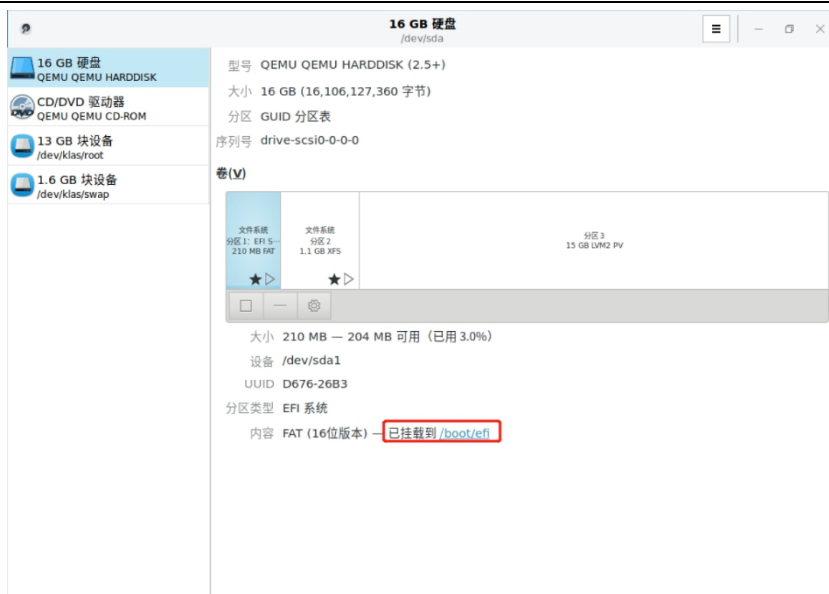 16 GB 硬盘
/dev/sda
16 GB 硬盘
QEMU QEMU HARDDISK
CD/DVD 驱动器
QEMU QEMU CD-ROM
13 GB 块设备
/dev/klas/root
1.6 GB 块设备
/dev/klas/swap
型号 QEMU QEMU HARDDISK (2.5+)
大小 16 GB (16,106,127,360 字节)
分区 GUID 分区表
序列号 drive-scsi0-0-0-0
卷(V)
文件系统
分区 1: EFI S…
210 MB FAT
文件系统
分区 2
1.1 GB XFS
分区 3
15 GB LVM2 PV
大小 210 MB — 204 MB 可用（已用 3.0%）
设备 /dev/sda1
UUID D676-26B3
分区类型 EFI 系统
内容 FAT (16位版本) — 已挂载到 /boot/efi